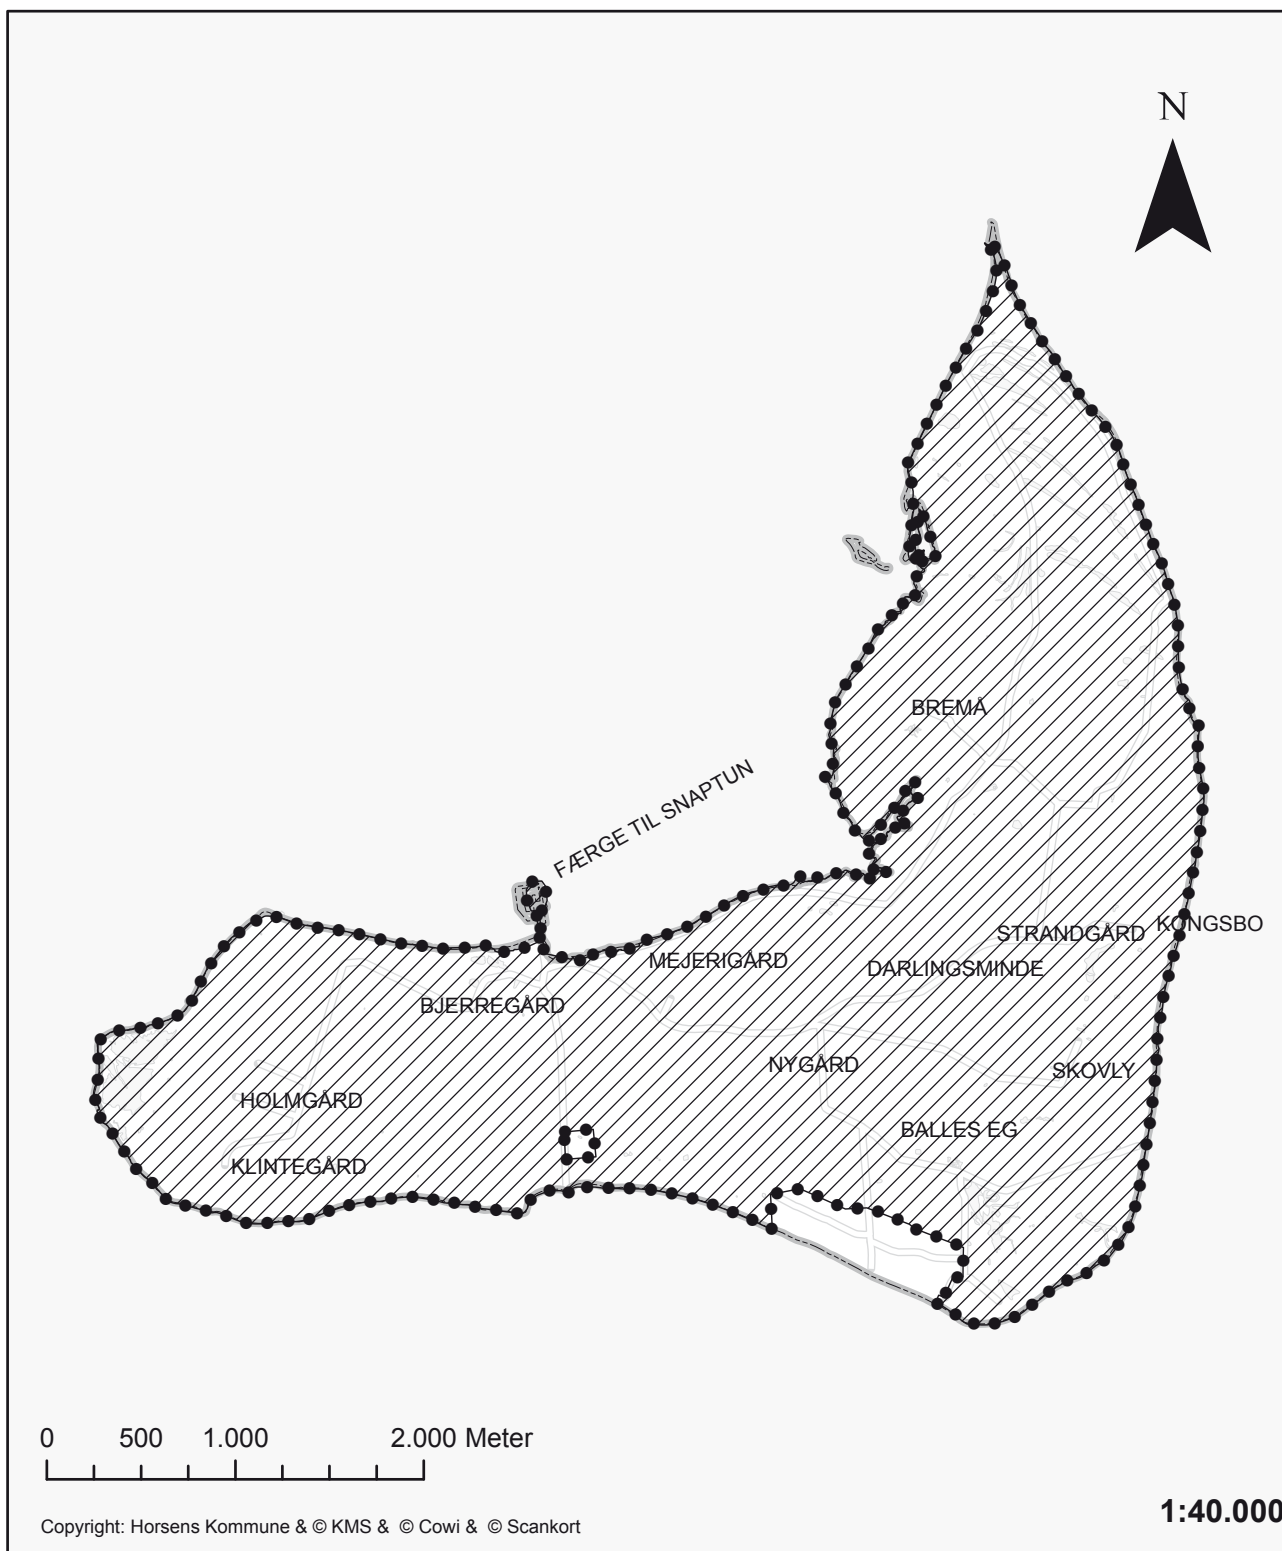 N
BREMÅ
FÆRGE TIL SNAPTUN
KONGSBO
STRANDGÅRD
MEJERIGÅRD
DARLINGSMINDE
BJERREGÅRD
NYGÅRD
SKOVLY
HOLMGÅRD
BALLES EG
KLINTEGÅRD
0 500 1.000 2.000 Meter
1:40.000
Copyright: Horsens Kommune & © KMS & © Cowi & © Scankort